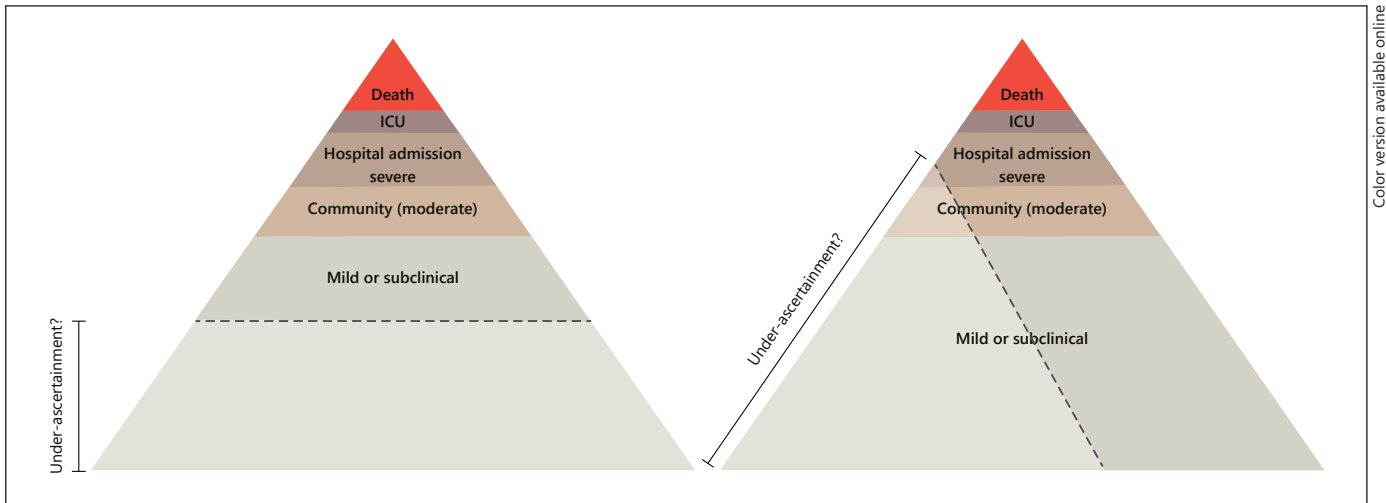 Death
ICU
Hospital admission
severe
Community (moderate)
Mild or subclinical
Under-ascertainment?
Death
ICU
Hospital admission
severe
Community (moderate)
Mild or subclinical
Under-ascertainment?
Color version available online